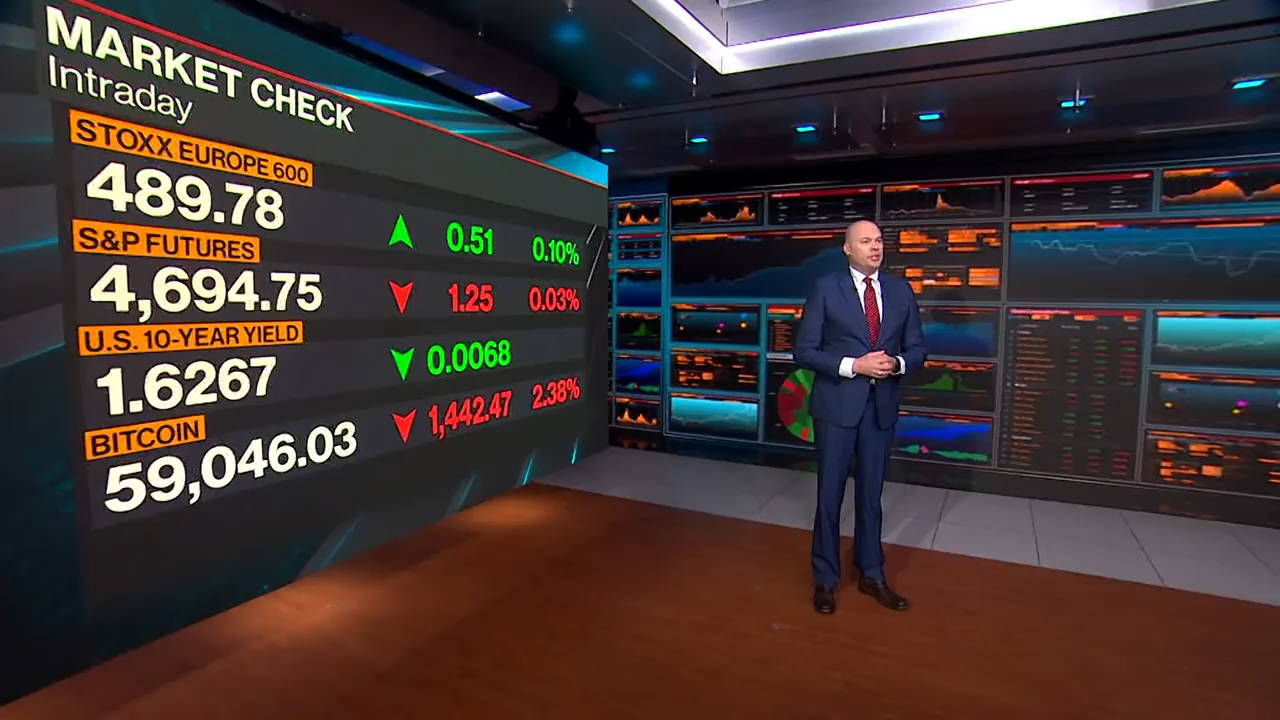 MARKET CHECK
Intraday
STOXX EUROPE 600
489.78 0.51 0.10%
S&P FUTURES
4,694.75 1.25 0.03%
U.S. 10-YEAR YIELD
1.6267 0.0068
BITCOIN
59,046.03 1,442.47 2.38%